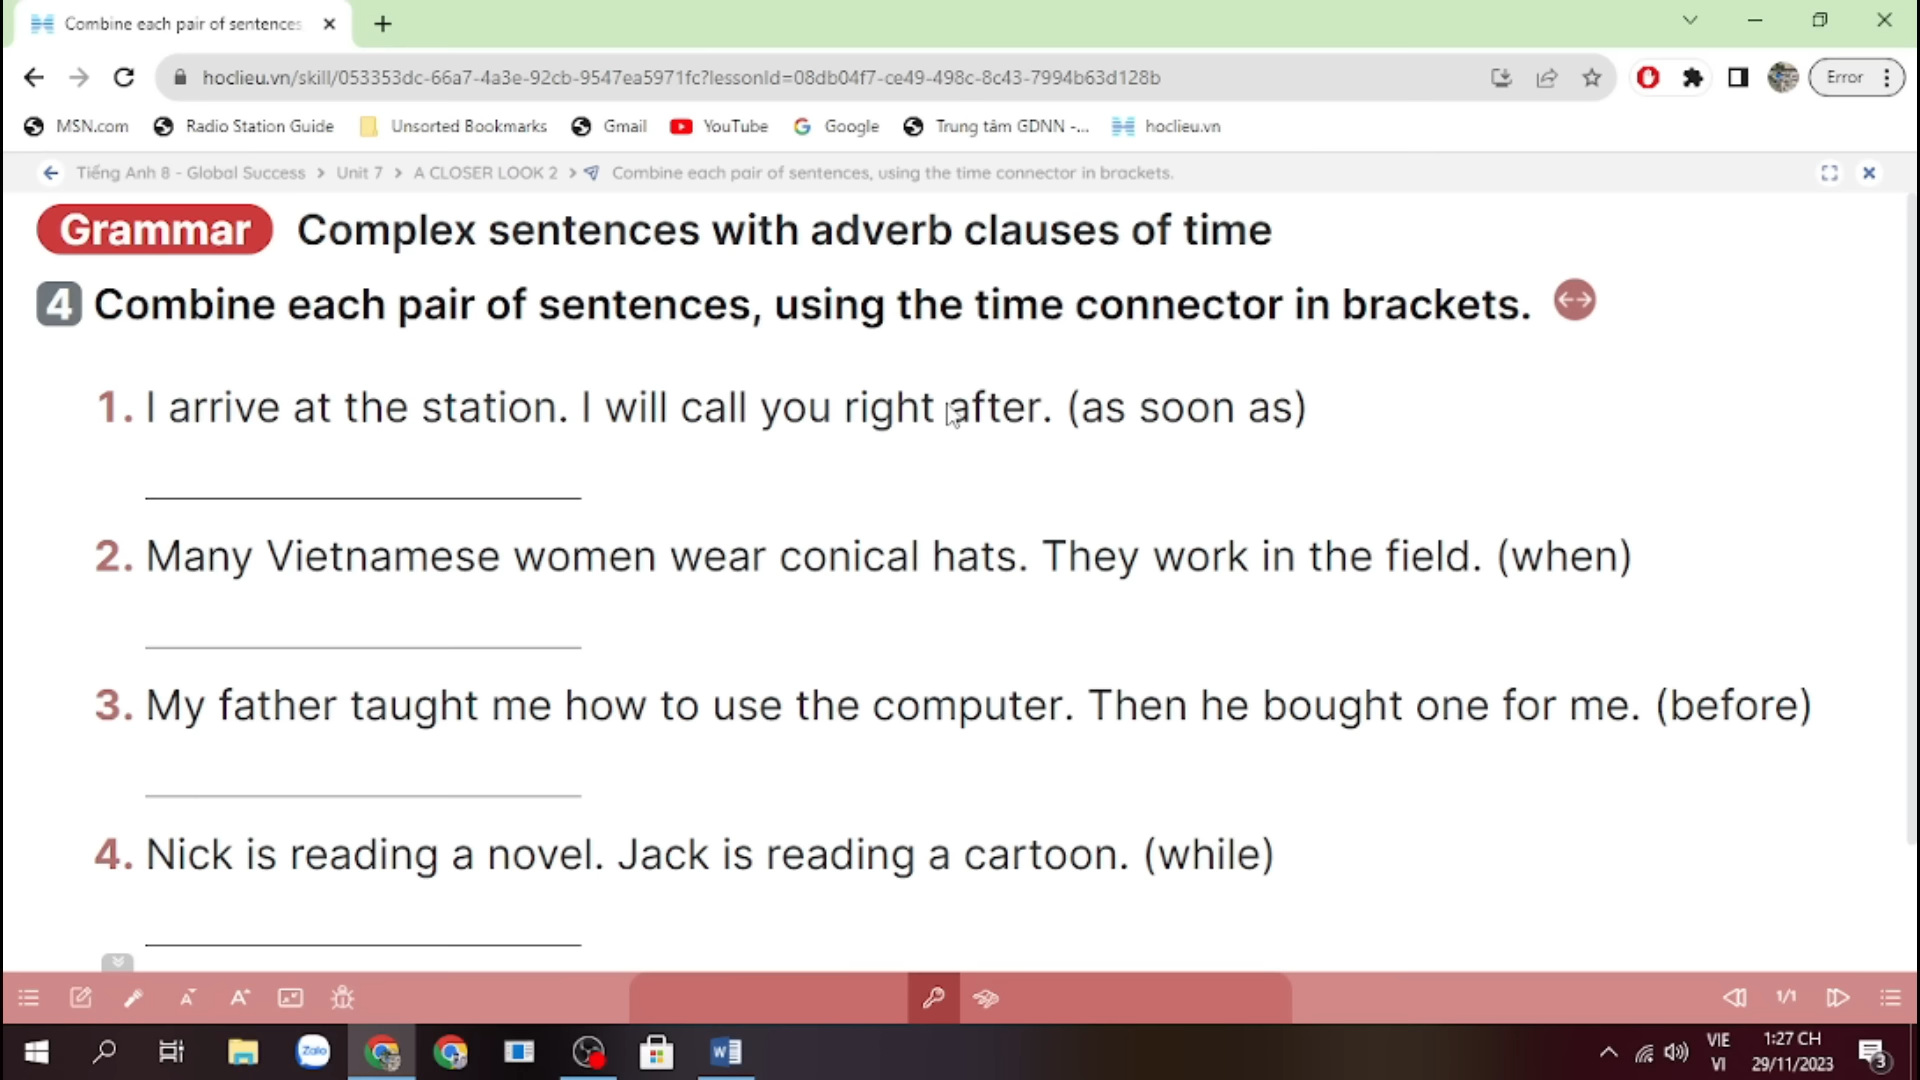 Combine each pair of sentences
hoclieu.vn/skill/053353dc-66a7-4a3e-92cb-9547ea5971fc?lessonId=08db04f7-ce49-498c-8c43-7994b63d128b
Error
MSN.com Radio Station Guide Unsorted Bookmarks Gmail YouTube Google Trung tâm GDNN -... hoclieu.vn
Tiếng Anh 8 - Global Success > Unit 7 > A CLOSER LOOK 2 > Combine each pair of sentences, using the time connector in brackets.
Grammar Complex sentences with adverb clauses of time
4 Combine each pair of sentences, using the time connector in brackets.
1. I arrive at the station. I will call you right after. (as soon as)
2. Many Vietnamese women wear conical hats. They work in the field. (when)
3. My father taught me how to use the computer. Then he bought one for me. (before)
4. Nick is reading a novel. Jack is reading a cartoon. (while)
A A 1/1
Zalo W VIE 1:27 CH
VI 29/11/2023 3